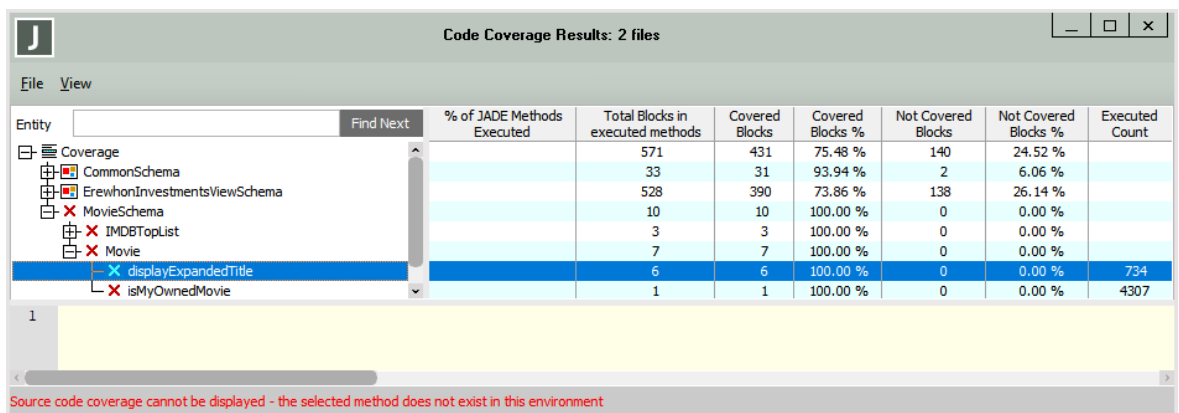 J
Code Coverage Results: 2 files
File View
Entity Find Next % of JADE Methods Executed Total Blocks in executed methods Covered Blocks Covered Blocks % Not Covered Blocks Not Covered Blocks % Executed Count
Coverage 571 431 75.48 % 140 24.52 %
CommonSchema 33 31 93.94 % 2 6.06 %
ErewhonInvestmentsViewSchema 528 390 73.86 % 138 26.14 %
MovieSchema 10 10 100.00 % 0 0.00 %
IMDBTopList 3 3 100.00 % 0 0.00 %
Movie 7 7 100.00 % 0 0.00 %
displayExpandedTitle 6 6 100.00 % 0 0.00 % 734
isMyOwnedMovie 1 1 100.00 % 0 0.00 % 4307
1
Source code coverage cannot be displayed - the selected method does not exist in this environment